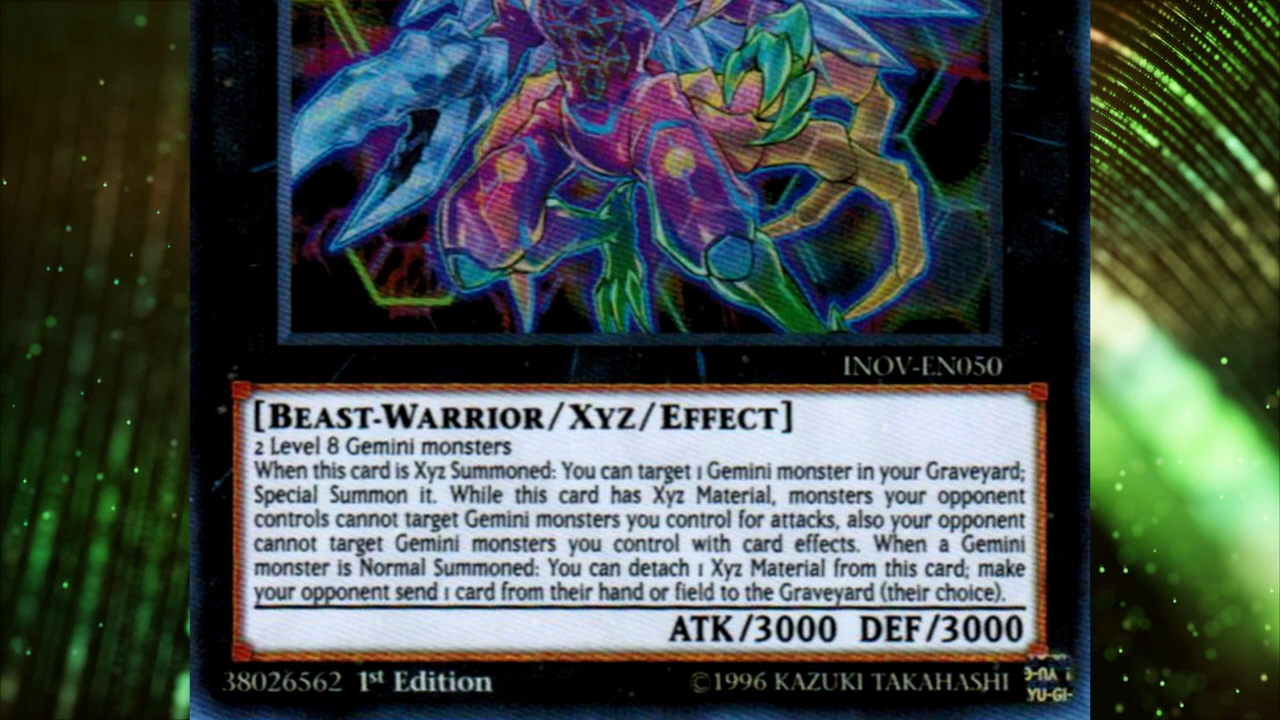 INOV-EN050
[BEAST-WARRIOR/XYZ/EFFECT]
2 Level 8 Gemini monsters
When this card is Xyz Summoned: You can target 1 Gemini monster in your Graveyard;
Special Summon it. While this card has Xyz Material, monsters your opponent
controls cannot target Gemini monsters you control for attacks, also your opponent
cannot target Gemini monsters you control with card effects. When a Gemini
monster is Normal Summoned: You can detach 1 Xyz Material from this card; make
your opponent send 1 card from their hand or field to the Graveyard (their choice).
ATK/3000 DEF/3000
38026562 1st Edition ©1996 KAZUKI TAKAHASHI
YU-GI-